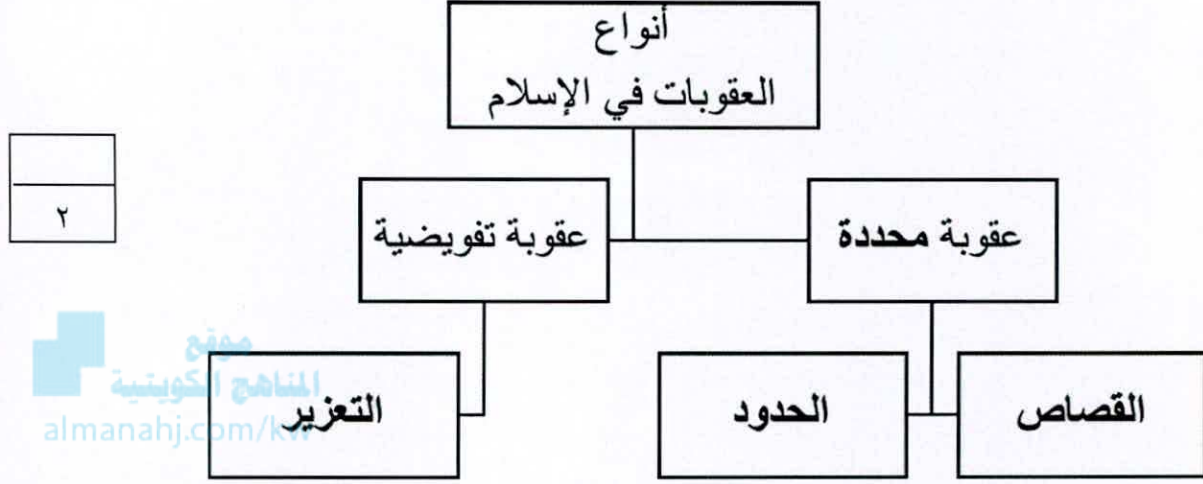 أنواع
العقوبات في الإسلام
عقوبة محددة
عقوبة تفويضية
٢
القصاص
الحدود
التعزير
موقع
المناهج الكويتية
almanahj.com/kw